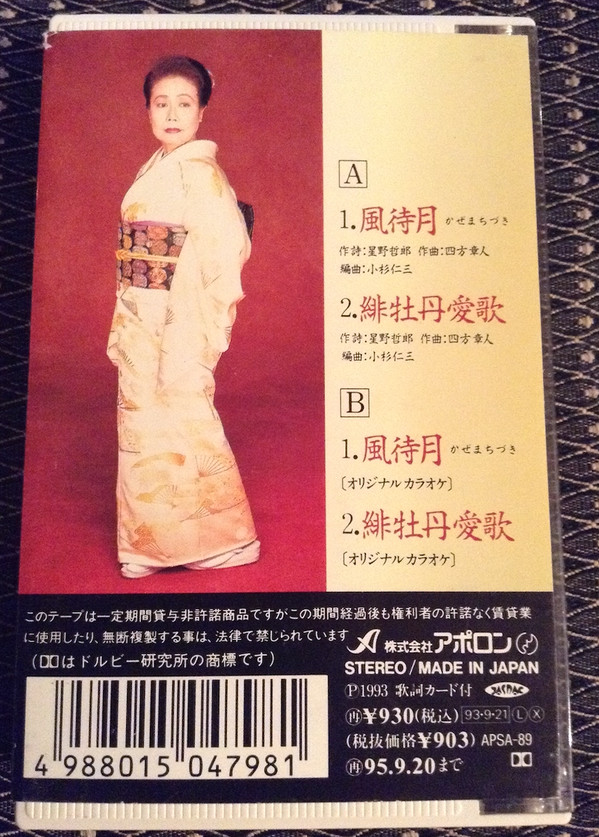 A
1.風待月 かぜまちづき
作詩:星野哲郎 作曲:四方章人
編曲:小杉仁三
2.緋牡丹愛歌
作詩:星野哲郎 作曲:四方章人
編曲:小杉仁三
B
1.風待月 かぜまちづき
〔オリジナルカラオケ〕
2.緋牡丹愛歌
〔オリジナルカラオケ〕
このテープは一定期間貸与非許諾商品ですがこの期間経過後も権利者の許諾なく賃貸業
に使用したり、無断複製する事は、法律で禁じられています
(はドルビー研究所の商標です)
株式会社アポロン
STEREO/MADE IN JAPAN
Ⓟ1993 歌詞カード付 JASRAC
㊢¥930(税込) 93・9・21 Ⓛ Ⓧ
(税抜価格¥903) APSA-89
95.9.20まで
4 988015 047981